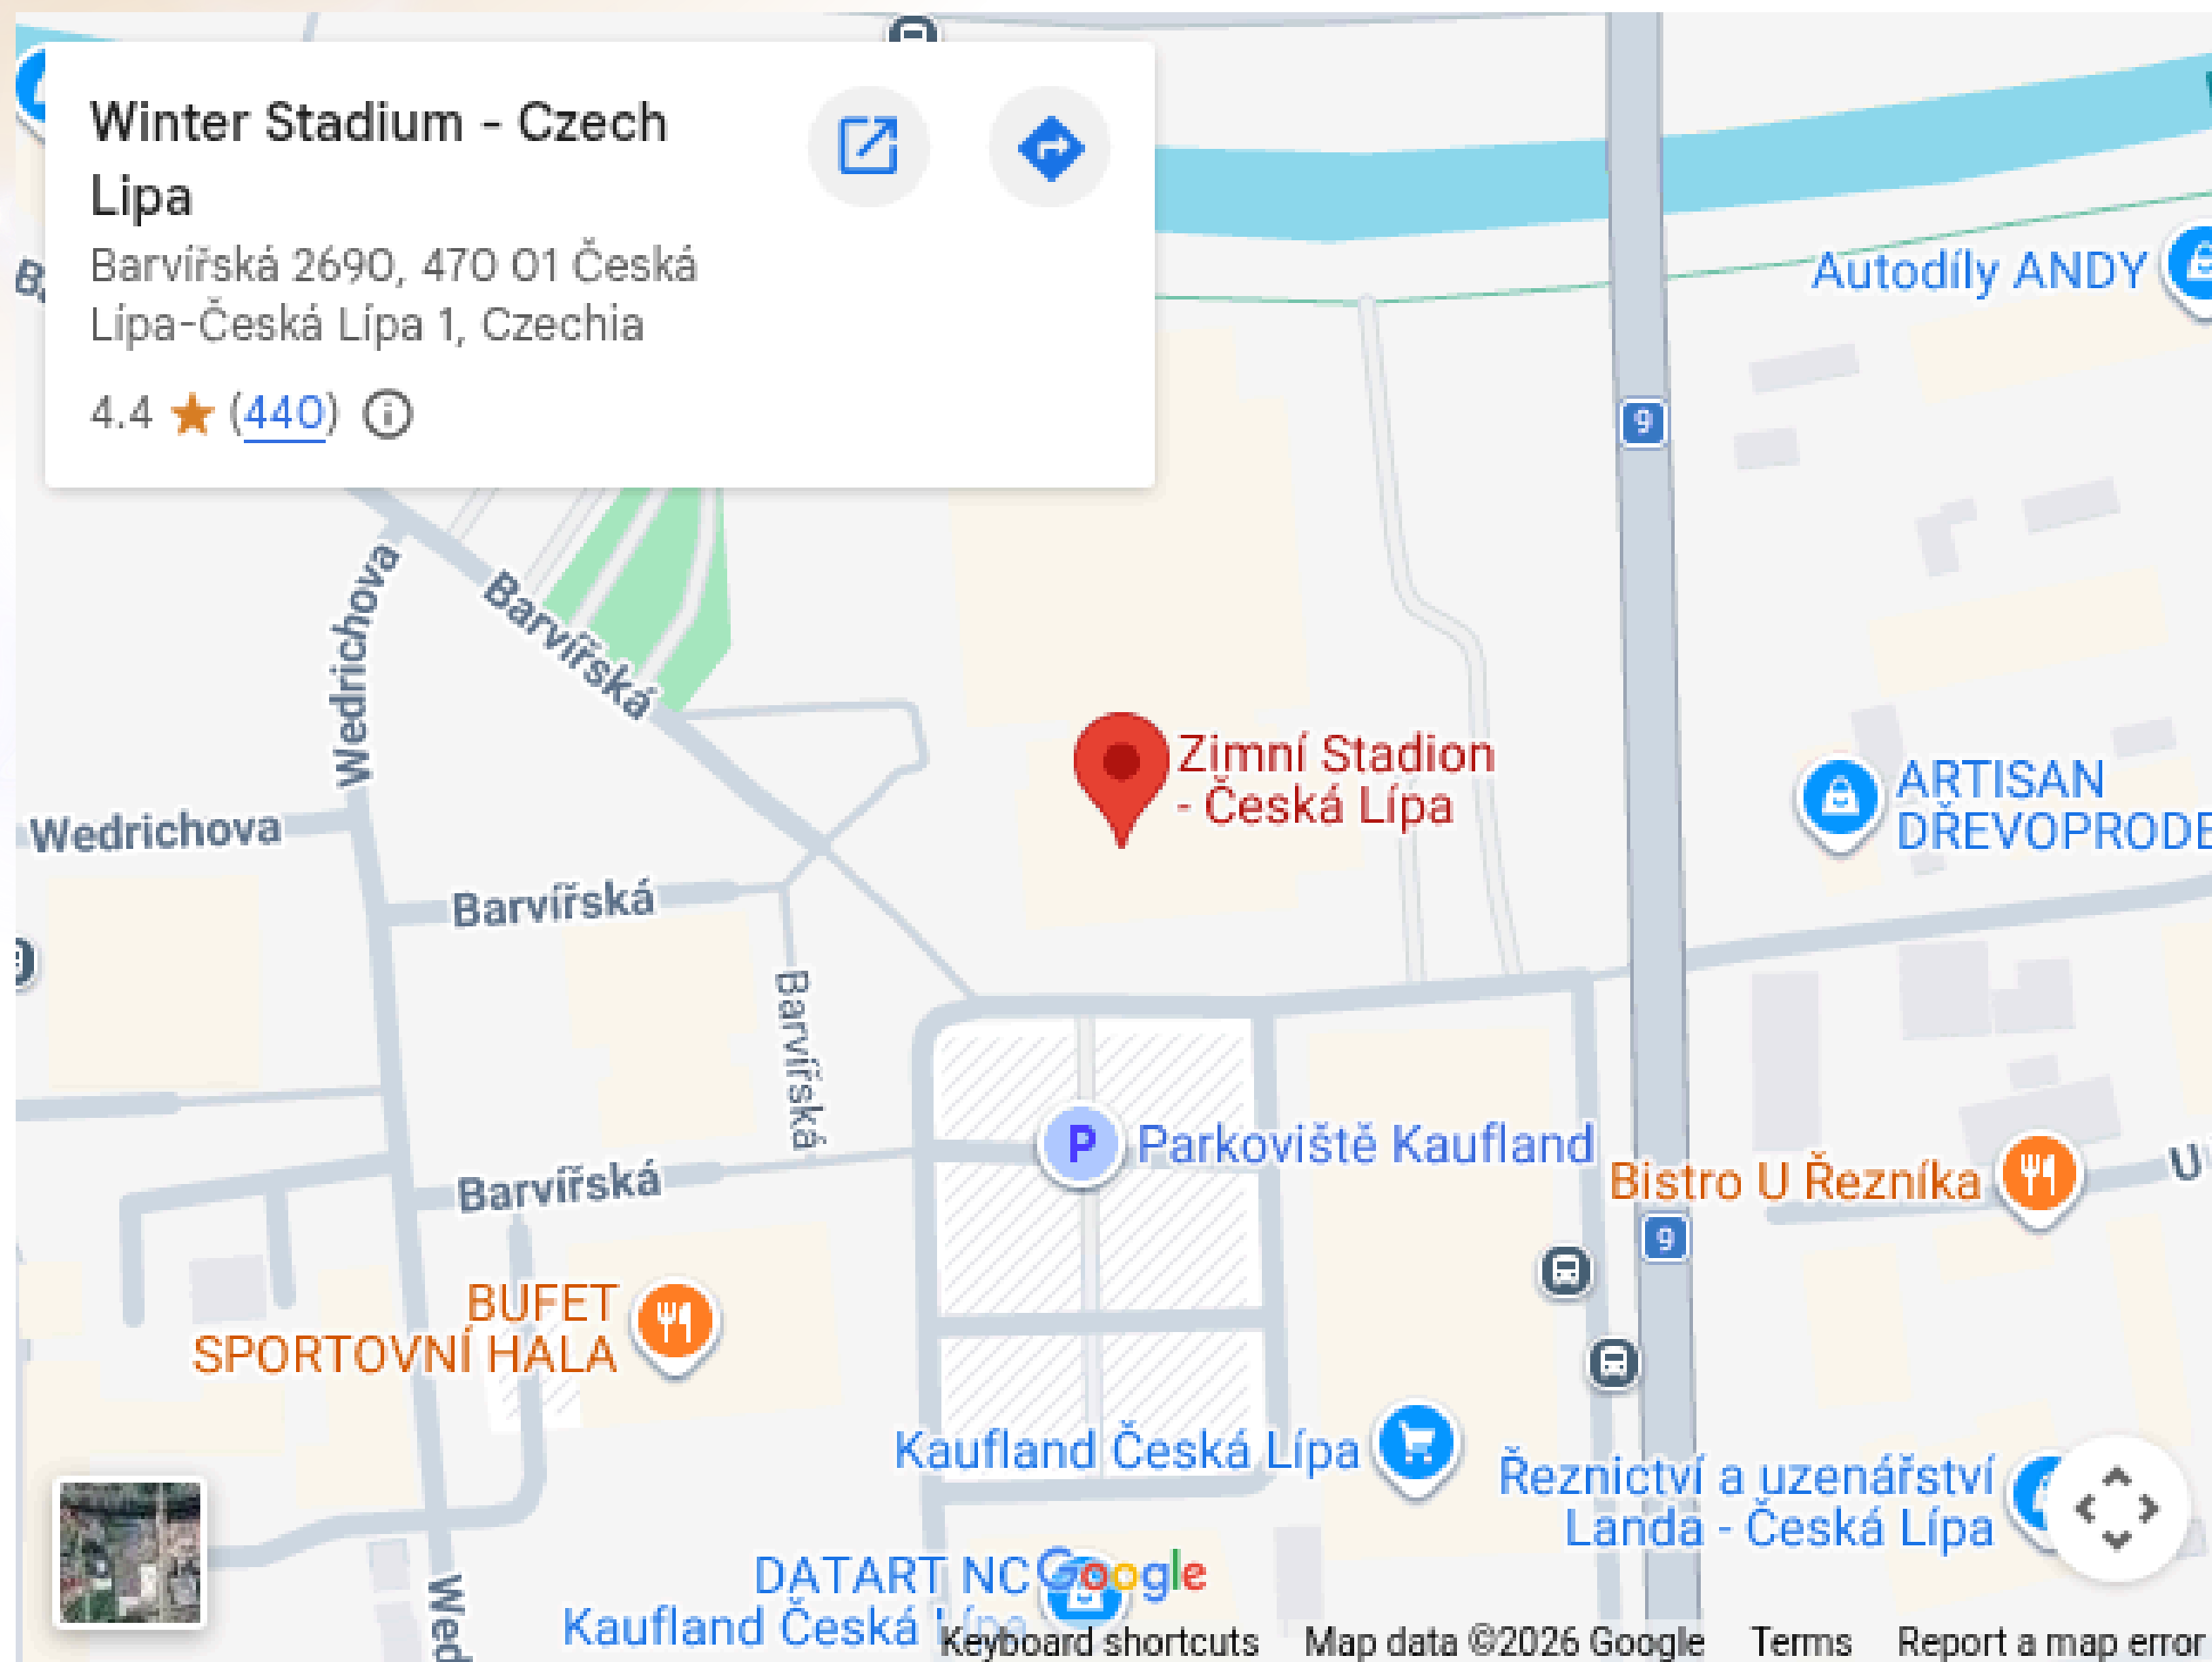 Winter Stadium - Czech
Lipa
Barvířská 2690, 470 01 Česká
Lípa-Česká Lípa 1, Czechia
4.4 (440)
Autodíly ANDY
9
Wedrichova
Barvířská
Zimní Stadion
- Česká Lípa
ARTISAN
DŘEVOPRODE
Wedrichova
Barvířská
Barvířská
P
Parkoviště Kaufland
Bistro U Řezníka
U
Barvířská
9
BUFET
SPORTOVNÍ HALA
Kaufland Česká Lípa
Řeznictví a uzenářství
Landa - Česká Lípa
DATART NC
Kaufland Česká Lípa
Google
Wed
Keyboard shortcuts
Map data ©2026 Google
Terms
Report a map error